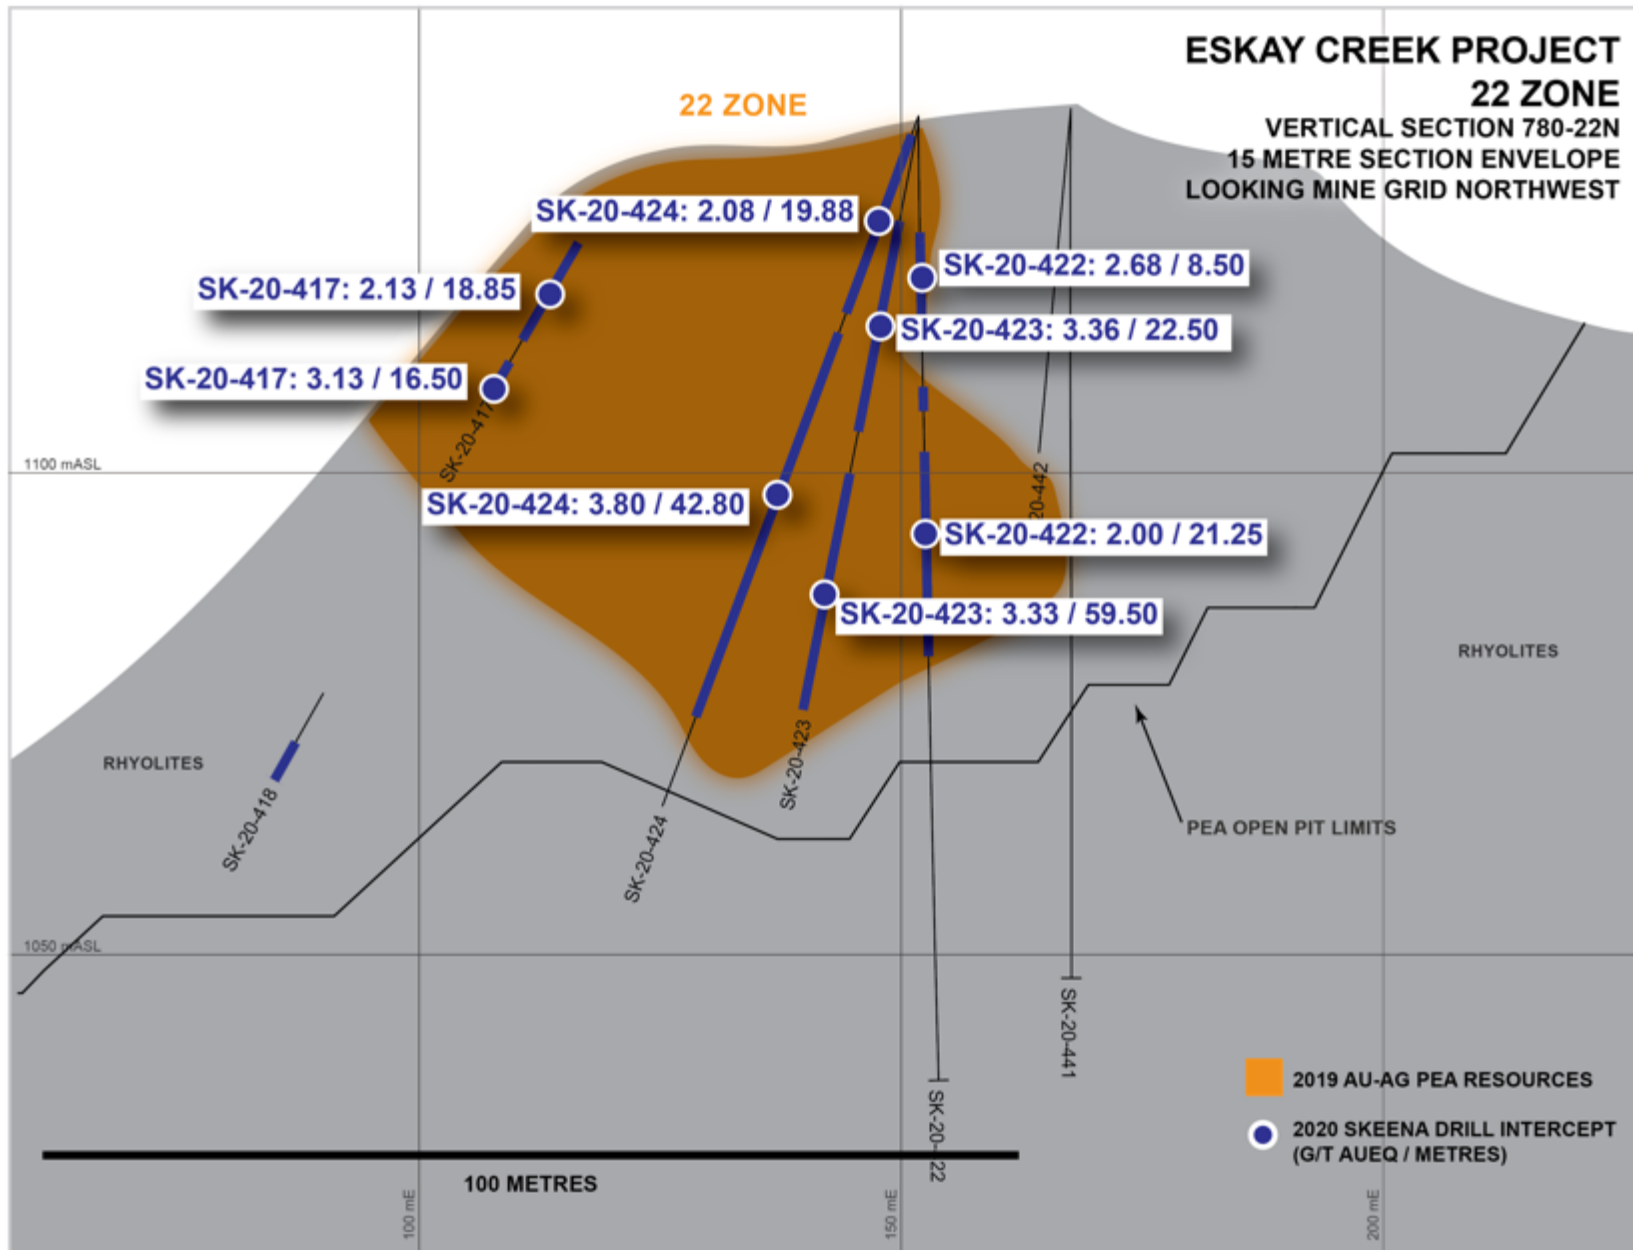 ESKAY CREEK PROJECT
22 ZONE
VERTICAL SECTION 780-22N
15 METRE SECTION ENVELOPE
LOOKING MINE GRID NORTHWEST
22 ZONE
SK-20-424: 2.08 / 19.88
SK-20-422: 2.68 / 8.50
SK-20-417: 2.13 / 18.85
SK-20-423: 3.36 / 22.50
SK-20-417: 3.13 / 16.50
SK-20-417
1100 mASL
20-442
SK-20-424: 3.80 / 42.80
SK-20-422: 2.00 / 21.25
SK-20-423: 3.33 / 59.50
RHYOLITES
RHYOLITES
SK-20-423
SK-20-418
SK-20-424
PEA OPEN PIT LIMITS
1050 mASL
SK-20-441
SK-20- 22
2019 AU-AG PEA RESOURCES
2020 SKEENA DRILL INTERCEPT
(G/T AUEQ / METRES)
100 METRES
100 mE
150 mE
200 mE